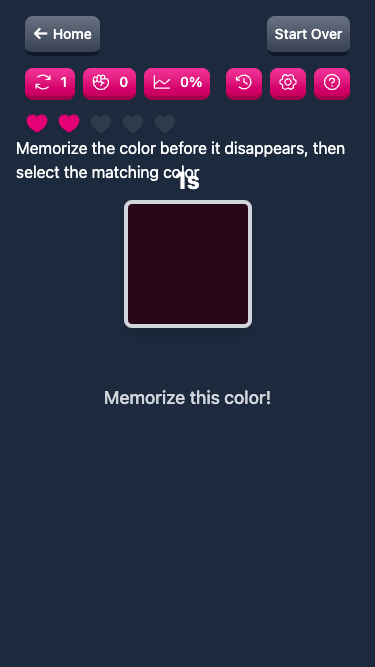 Home
Start Over
1
0
0%
Memorize the color before it disappears, then
select the matching color
1s
Memorize this color!